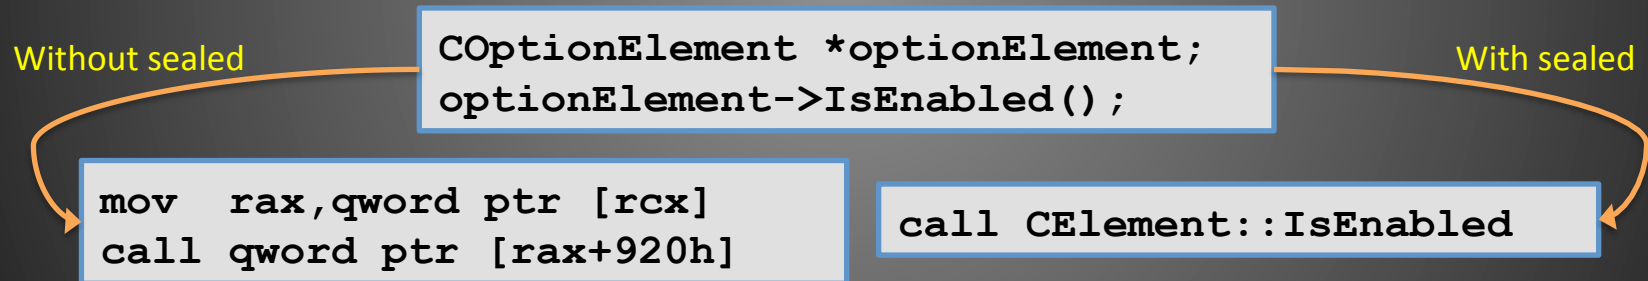 Without sealed
COptionElement *optionElement;
optionElement->IsEnabled();
With sealed
mov  rax,qword ptr [rcx]
call qword ptr [rax+920h]
call CElement::IsEnabled